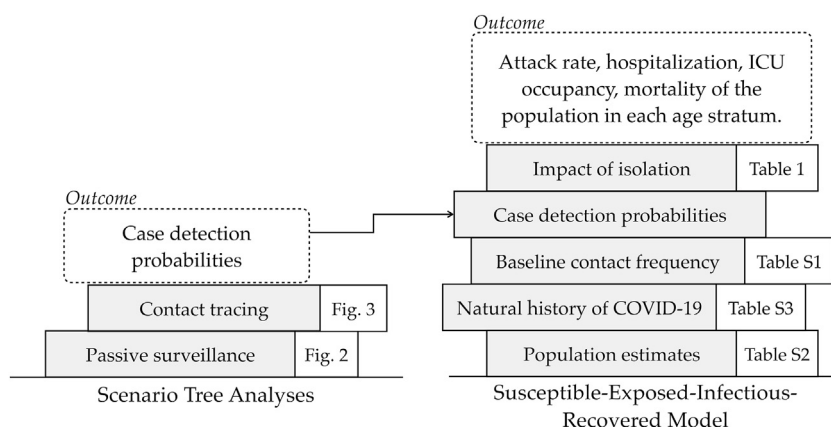 Outcome
Case detection
probabilities
Contact tracing
Fig. 3
Passive surveillance
Fig. 2
Scenario Tree Analyses
Outcome
Attack rate, hospitalization, ICU
occupancy, mortality of the
population in each age stratum.
Impact of isolation
Table 1
Case detection probabilities
Baseline contact frequency
Table S1
Natural history of COVID-19
Table S3
Population estimates
Table S2
Susceptible-Exposed-Infectious-
Recovered Model